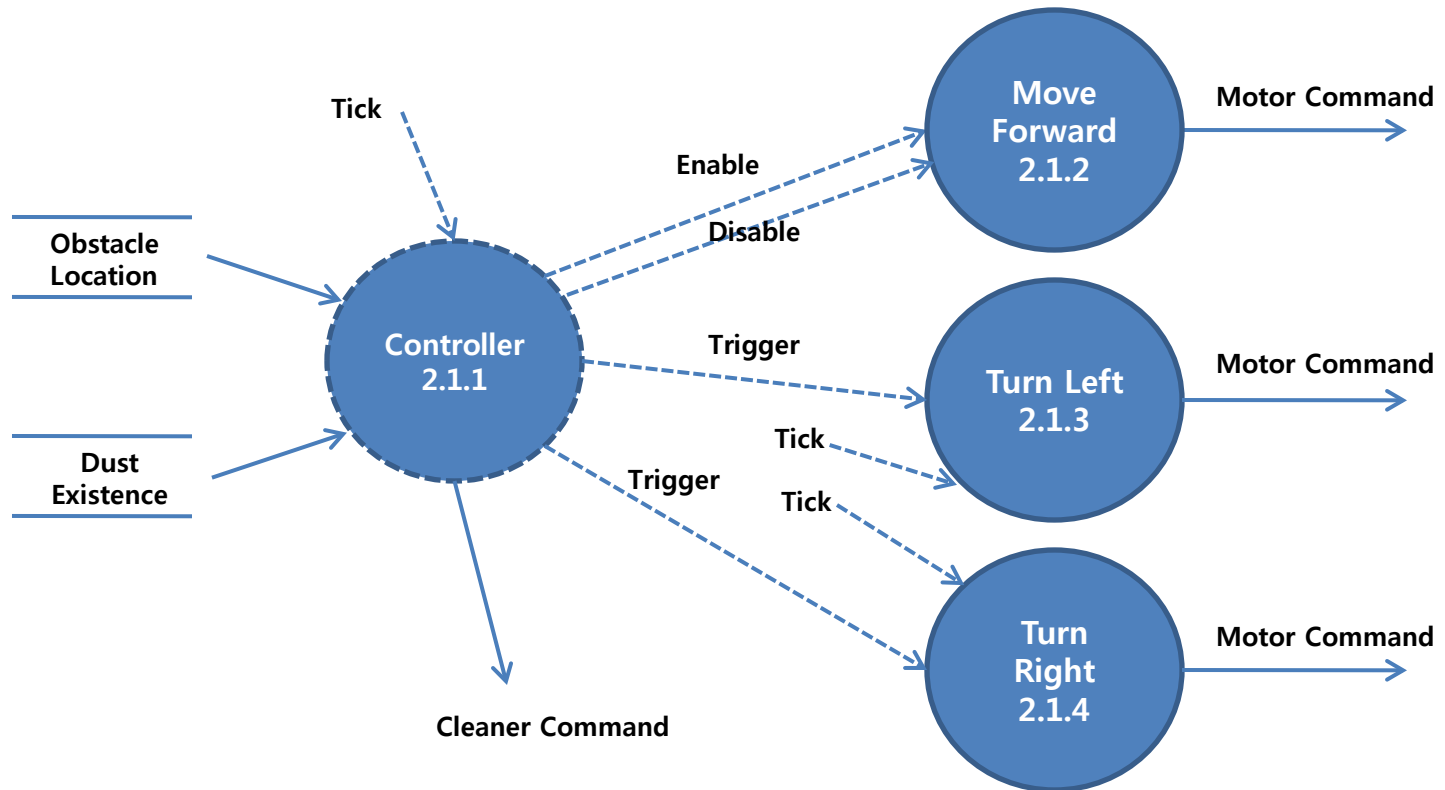 Tick
Obstacle
Location
Dust
Existence
Controller
2.1.1
Cleaner Command
Enable
Disable
Trigger
Tick
Trigger
Tick
Move
Forward
2.1.2
Motor Command
Turn Left
2.1.3
Motor Command
Turn
Right
2.1.4
Motor Command